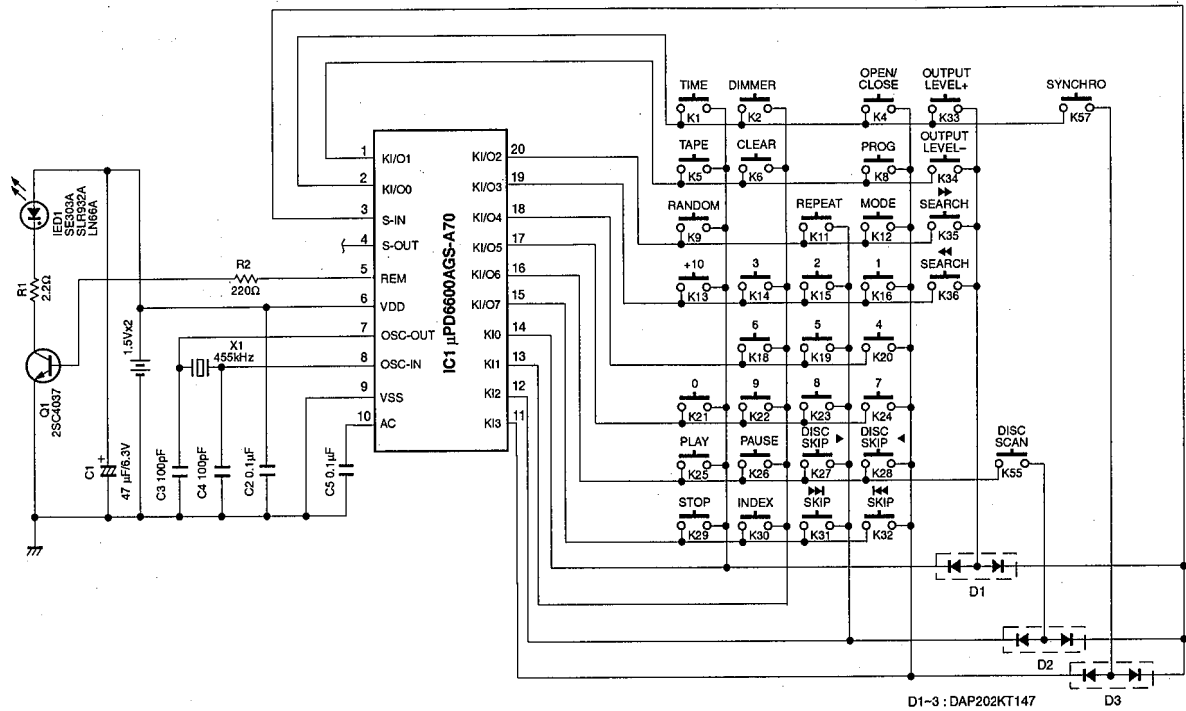 TIME
DIMMER
OPEN/
CLOSE
OUTPUT
LEVEL+
SYNCHRO
K1
K2
K4
K33
K57
TAPE
CLEAR
PROG
OUTPUT
LEVEL–
K5
K6
K8
K34
RANDOM
REPEAT
MODE
SEARCH
K9
K11
K12
K35
SEARCH
+10
3
2
1
K13
K14
K15
K16
K36
6
5
4
K18
K19
K20
0
9
8
7
K21
K22
K23
K24
PLAY
PAUSE
DISC
SKIP
DISC
SKIP
DISC
SCAN
K25
K26
K27
K28
K55
STOP
INDEX
SKIP
SKIP
K29
K30
K31
K32
IC1 µPD6600AGS-A70
1 KI/O1
2 KI/O0
3 S-IN
4 S-OUT
5 REM
6 VDD
7 OSC-OUT
8 OSC-IN
9 VSS
10 AC
KI/O2 20
KI/O3 19
KI/O4 18
KI/O5 17
KI/O6 16
KI/O7 15
KI0 14
KI1 13
KI2 12
KI3 11
IED1
SE303A
SLR932A
LN66A
R1
2.2Ω
R2
220Ω
X1
455kHz
1.5Vx2
Q1
2SC4037
C1
+
47 µF/6.3V
C3 100pF
C4 100pF
C2 0.1µF
C5 0.1µF
D1
D2
D3
D1~3 : DAP202KT147